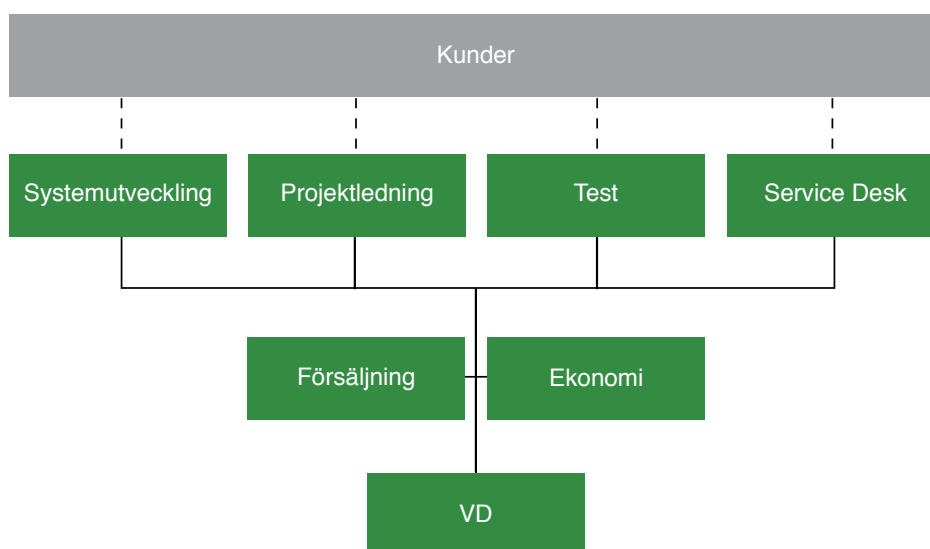 Kunder
Systemutveckling
Projektledning
Test
Service Desk
Försäljning
Ekonomi
VD